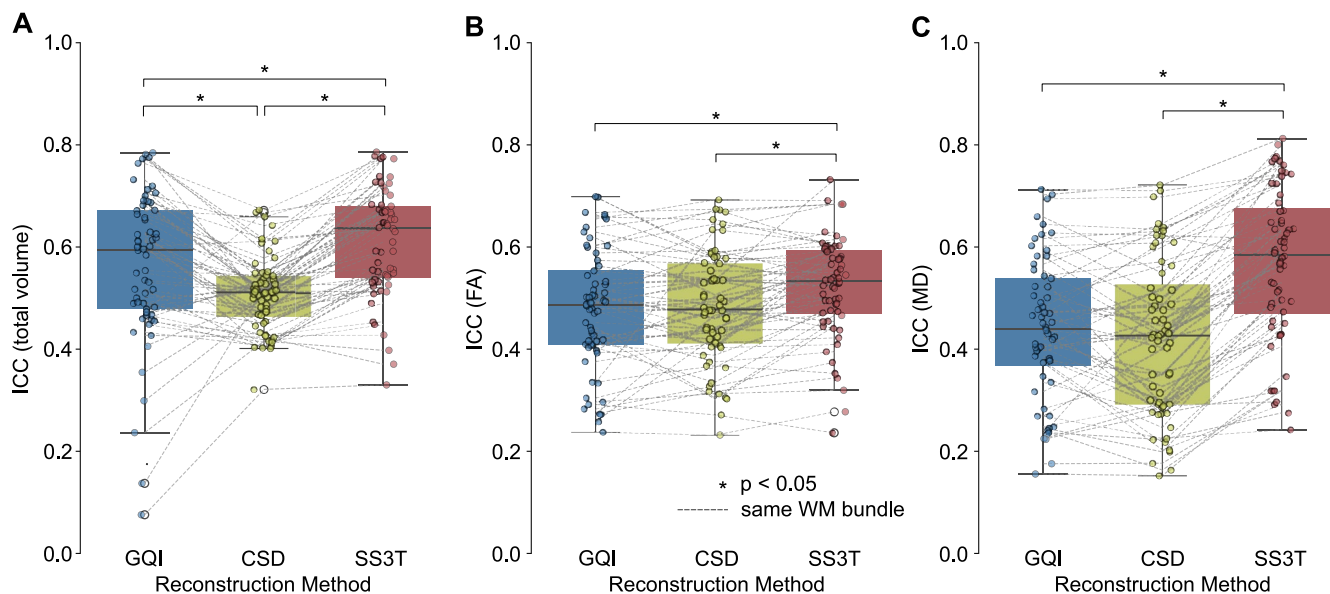 A
ICC (total volume)
1.0
0.8
0.6
0.4
0.2
0.0
*
*
*
GQI
CSD
SS3T
Reconstruction Method
B
ICC (FA)
1.0
0.8
0.6
0.4
0.2
0.0
*
*
* p < 0.05
same WM bundle
GQI
CSD
SS3T
Reconstruction Method
C
ICC (MD)
1.0
0.8
0.6
0.4
0.2
0.0
*
*
GQI
CSD
SS3T
Reconstruction Method